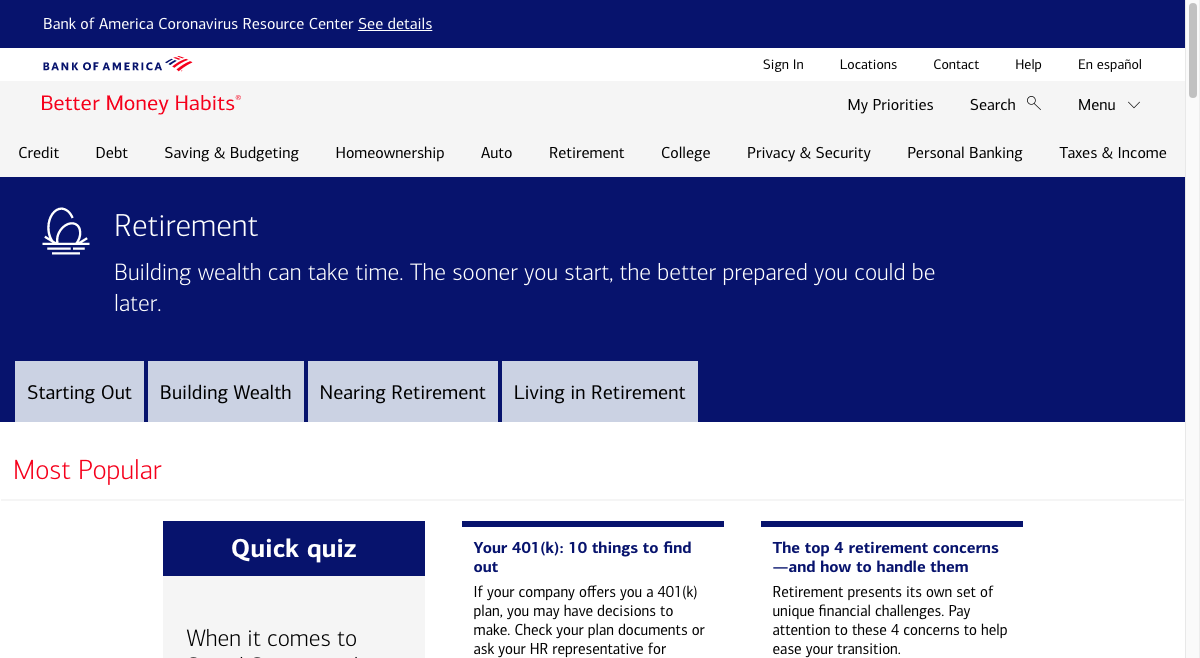 Bank of America Coronavirus Resource Center See details
BANK OF AMERICA
Sign In Locations Contact Help En español
Better Money Habits®
My Priorities Search Menu
Credit Debt Saving & Budgeting Homeownership Auto Retirement College Privacy & Security Personal Banking Taxes & Income
Retirement
Building wealth can take time. The sooner you start, the better prepared you could be
later.
Starting Out Building Wealth Nearing Retirement Living in Retirement
Most Popular
Quick quiz
When it comes to
Your 401(k): 10 things to find
out
If your company offers you a 401(k)
plan, you may have decisions to
make. Check your plan documents or
ask your HR representative for
The top 4 retirement concerns
—and how to handle them
Retirement presents its own set of
unique financial challenges. Pay
attention to these 4 concerns to help
ease your transition.